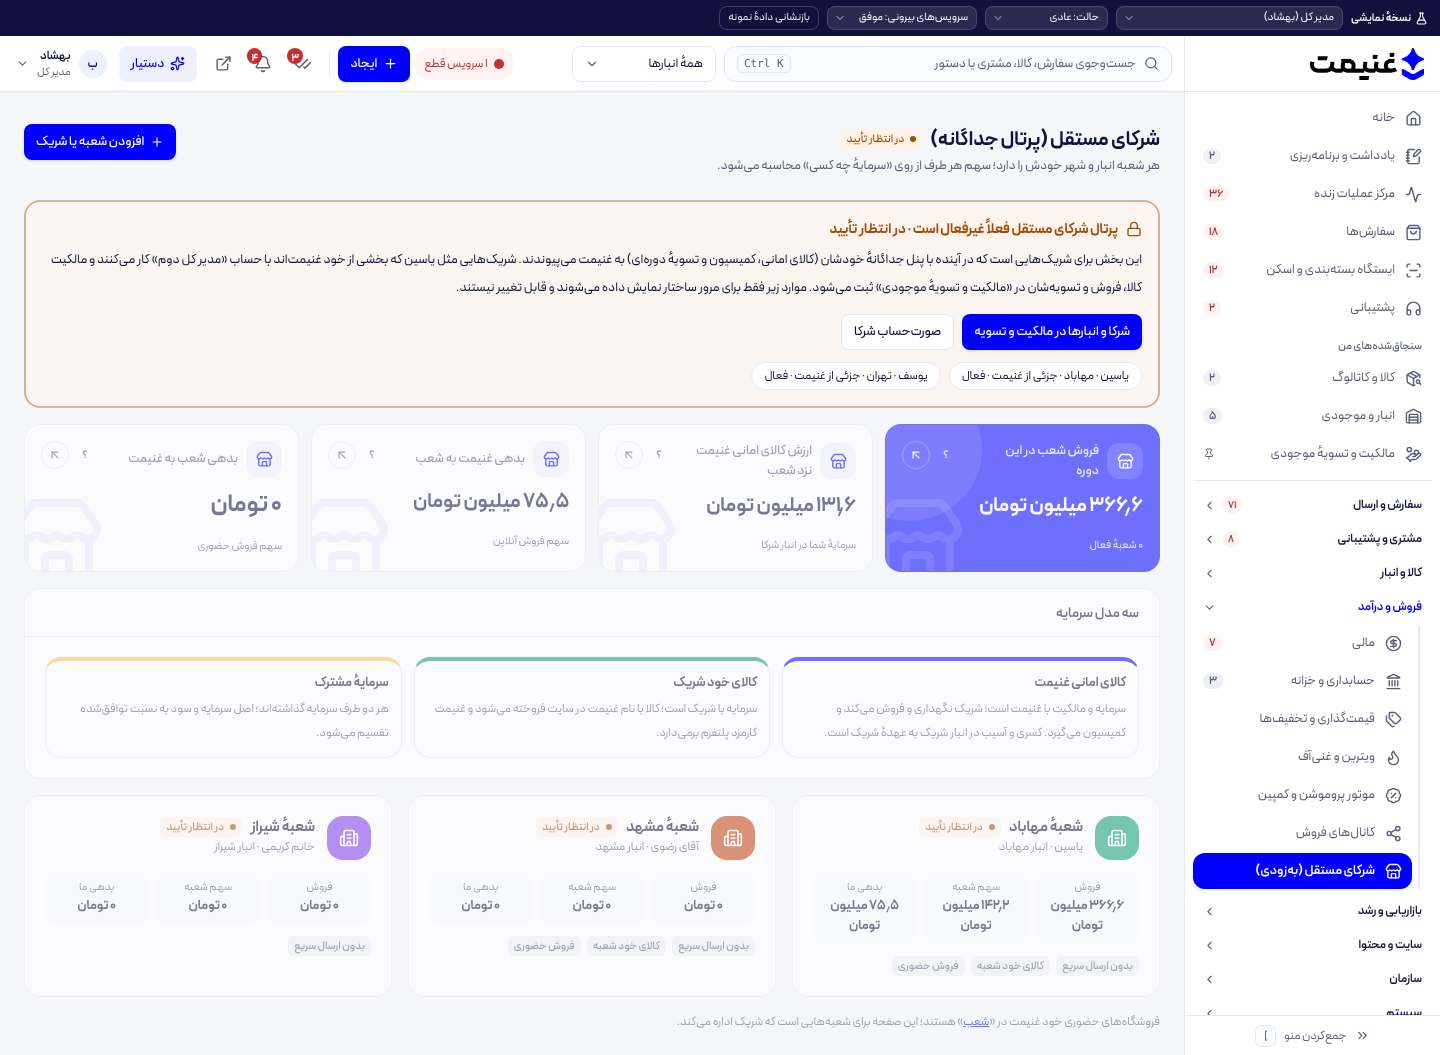 نسخهٔ نمایشی
مدیر کل (بهشاد)
حالت: عادی
سرویس‌های بیرونی: موفق
بازنشانی دادهٔ نمونه
غنیمت
جست‌وجوی سفارش، کالا، مشتری یا دستور
Ctrl K
همهٔ انبارها
۱ سرویس قطع
ایجاد
۳
۴
دستیار
ب
بهشاد
مدیر کل
خانه
یادداشت و برنامه‌ریزی ۲
مرکز عملیات زنده ۳۶
سفارش‌ها ۱۸
ایستگاه بسته‌بندی و اسکن ۱۲
پشتیبانی ۲
سنجاق‌شده‌های من
کالا و کاتالوگ ۲
انبار و موجودی ۵
مالکیت و تسویهٔ موجودی
سفارش و ارسال ۷۱
مشتری و پشتیبانی ۸
کالا و انبار
فروش و درآمد
مالی ۷
حسابداری و خزانه ۳
قیمت‌گذاری و تخفیف‌ها
ویترین و غنی‌آف
موتور پروموشن و کمپین
کانال‌های فروش
شرکای مستقل (به‌زودی)
بازاریابی و رشد
سایت و محتوا
سازمان
سیستم
جمع‌کردن منو [
شرکای مستقل (پرتال جداگانه)
در انتظار تأیید
افزودن شعبه یا شریک
هر شعبه انبار و شهر خودش را دارد؛ سهم هر طرف از روی «سرمایهٔ چه کسی» محاسبه می‌شود.
پرتال شرکای مستقل فعلاً غیرفعال است · در انتظار تأیید
این بخش برای شریک‌هایی است که در آینده با پنل جداگانهٔ خودشان (کالای امانی، کمیسیون و تسویهٔ دوره‌ای) به غنیمت می‌پیوندند. شریک‌هایی مثل یاسین که بخشی از خود غنیمت‌اند با حساب «مدیر کل دوم» کار می‌کنند و مالکیت
کالا، فروش و تسویه‌شان در «مالکیت و تسویهٔ موجودی» ثبت می‌شود. موارد زیر فقط برای مرور ساختار نمایش داده می‌شوند و قابل تغییر نیستند.
شرکا و انبارها در مالکیت و تسویه
صورت‌حساب شرکا
یاسین · مهاباد · جزئی از غنیمت · فعال
یوسف · تهران · جزئی از غنیمت · فعال
فروش شعب در این
دوره
؟
۳۶۶٫۶ میلیون تومان
۰ شعبهٔ فعال
ارزش کالای امانی غنیمت
نزد شعب
؟
۱۳۱٫۶ میلیون تومان
سرمایهٔ شما در انبار شرکا
بدهی غنیمت به شعب
؟
۷۵٫۵ میلیون تومان
سهم فروش آنلاین
بدهی شعب به غنیمت
؟
۰ تومان
سهم فروش حضوری
سه مدل سرمایه
کالای امانی غنیمت
سرمایه و مالکیت با غنیمت است؛ شریک نگهداری و فروش می‌کند و
کمیسیون می‌گیرد. کسری و آسیب در انبار شریک به عهدهٔ شریک است.
کالای خود شریک
سرمایه با شریک است؛ کالا با نام غنیمت در سایت فروخته می‌شود و غنیمت
کارمزد پلتفرم برمی‌دارد.
سرمایهٔ مشترک
هر دو طرف سرمایه گذاشته‌اند؛ اصل سرمایه و سود به نسبت توافق‌شده
تقسیم می‌شود.
شعبهٔ مهاباد
در انتظار تأیید
یاسین · انبار مهاباد
فروش
۳۶۶٫۶ میلیون
تومان
سهم شعبه
۱۴۲٫۲ میلیون
تومان
بدهی ما
۷۵٫۵ میلیون
تومان
بدون ارسال سریع
کالای خود شعبه
فروش حضوری
شعبهٔ مشهد
در انتظار تأیید
آقای رضوی · انبار مشهد
فروش
۰ تومان
سهم شعبه
۰ تومان
بدهی ما
۰ تومان
بدون ارسال سریع
کالای خود شعبه
فروش حضوری
شعبهٔ شیراز
در انتظار تأیید
خانم کریمی · انبار شیراز
فروش
۰ تومان
سهم شعبه
۰ تومان
بدهی ما
۰ تومان
بدون ارسال سریع
فروشگاه‌های حضوری خود غنیمت در «شعب» هستند؛ این صفحه برای شعبه‌هایی است که شریک اداره می‌کند.